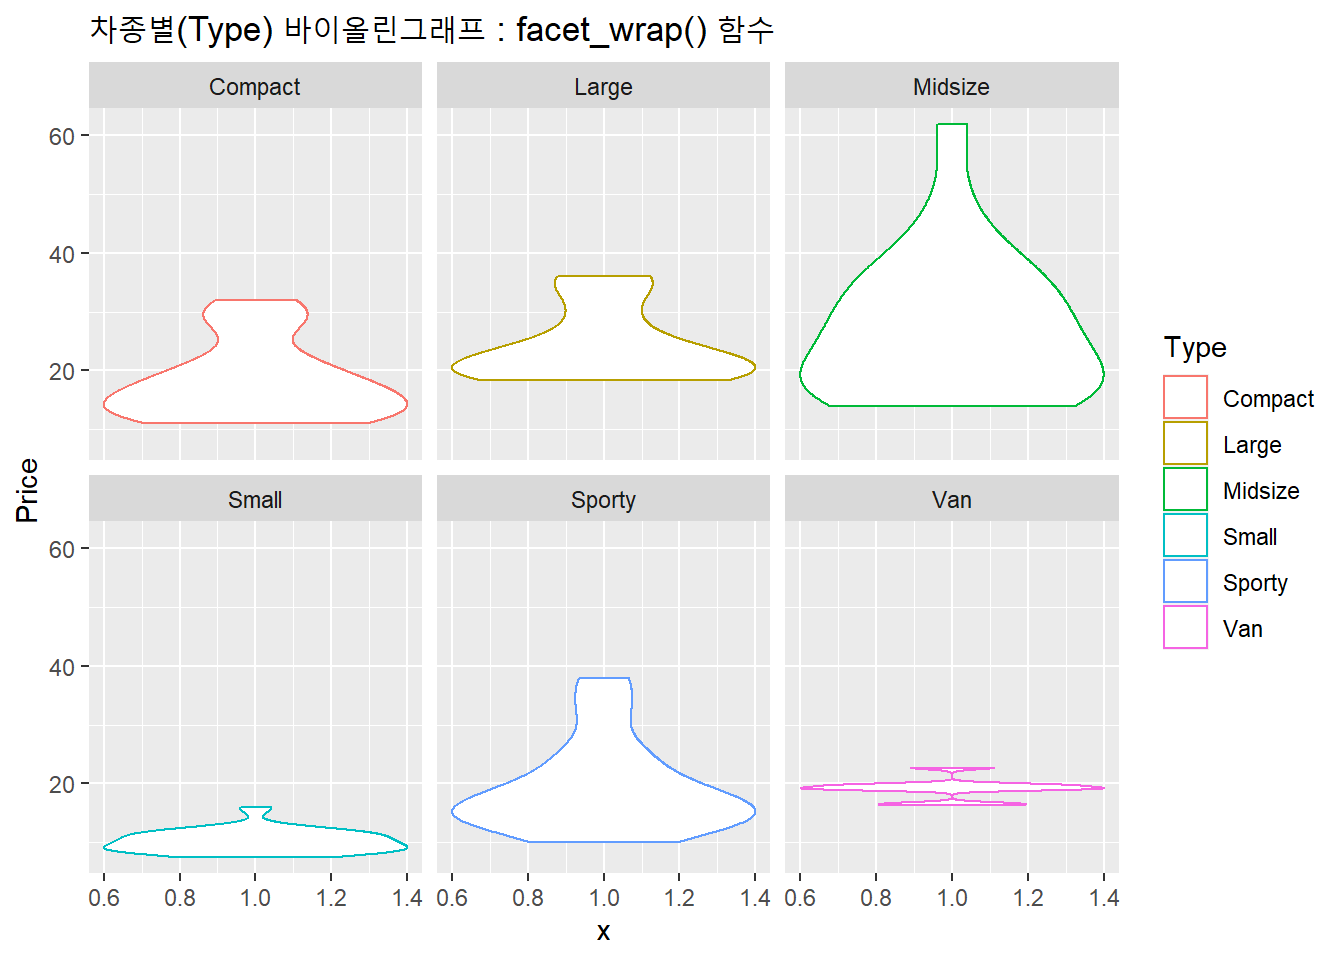 차종별(Type) 바이올린그래프 : facet_wrap() 함수
Compact
Large
Midsize
60
40
20
Small
Sporty
Van
60
40
20
0.6 0.8 1.0 1.2 1.4
0.6 0.8 1.0 1.2 1.4
0.6 0.8 1.0 1.2 1.4
x
Price
Type
Compact
Large
Midsize
Small
Sporty
Van